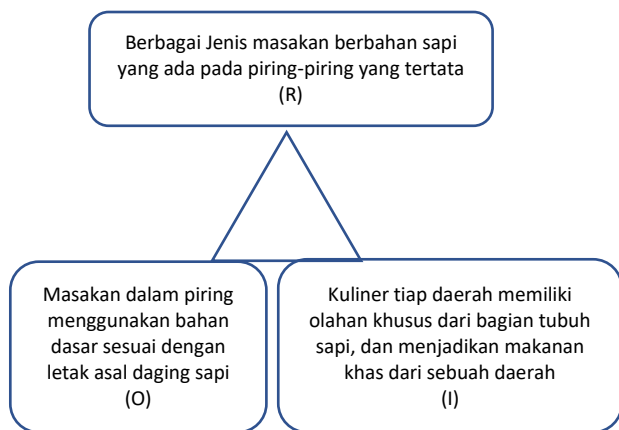 Berbagai Jenis masakan berbahan sapi
yang ada pada piring-piring yang tertata
(R)
Masakan dalam piring
menggunakan bahan
dasar sesuai dengan
letak asal daging sapi
(O)
Kuliner tiap daerah memiliki
olahan khusus dari bagian tubuh
sapi, dan menjadikan makanan
khas dari sebuah daerah
(I)